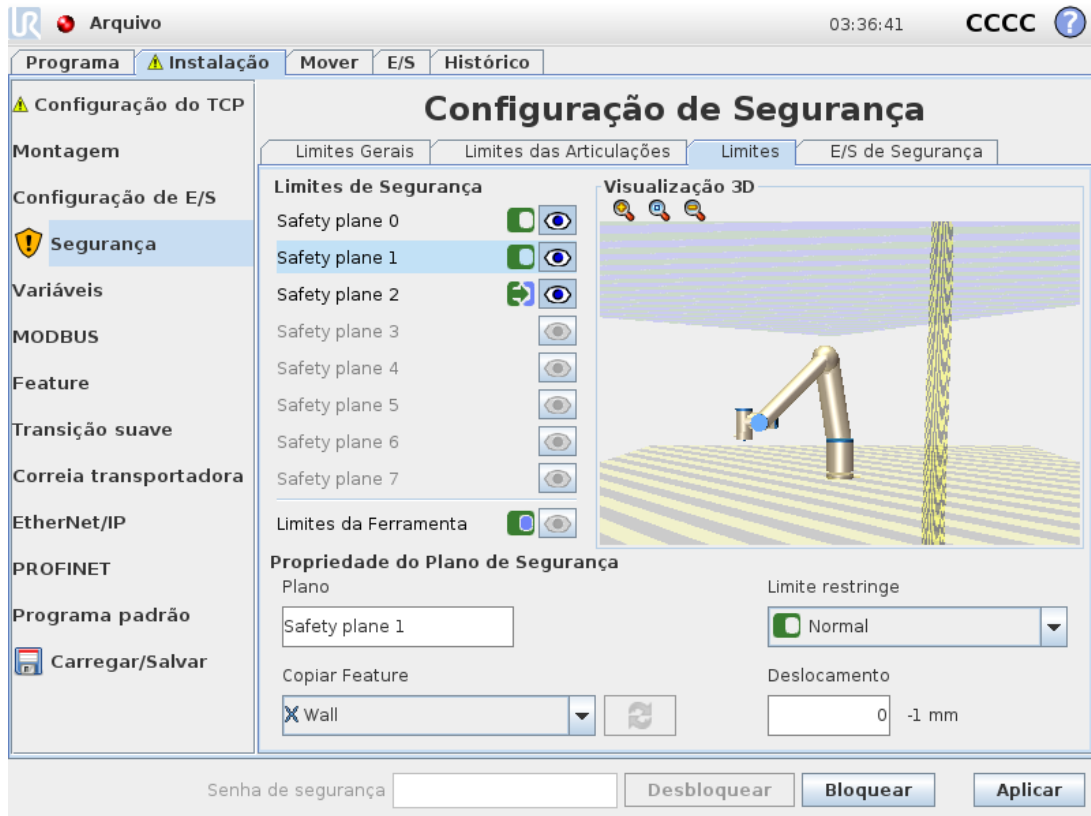 UR Arquivo 03:36:41 CCCC ?
Programa Instalação Mover E/S Histórico
Configuração do TCP
Montagem
Configuração de E/S
Segurança
Variáveis
MODBUS
Feature
Transição suave
Correia transportadora
EtherNet/IP
PROFINET
Programa padrão
Carregar/Salvar
Configuração de Segurança
Limites Gerais Limites das Articulações Limites E/S de Segurança
Limites de Segurança
Safety plane 0
Safety plane 1
Safety plane 2
Safety plane 3
Safety plane 4
Safety plane 5
Safety plane 6
Safety plane 7
Limites da Ferramenta
Visualização 3D
Propriedade do Plano de Segurança
Plano
Safety plane 1
Limite restringe
Normal
Copiar Feature
Wall
Deslocamento
0 -1 mm
Senha de segurança Desbloquear Bloquear Aplicar